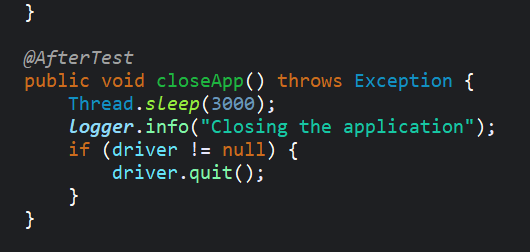 }
@AfterTest
public void closeApp() throws Exception {
Thread.sleep(3000);
logger.info("Closing the application");
if (driver != null) {
driver.quit();
}
}